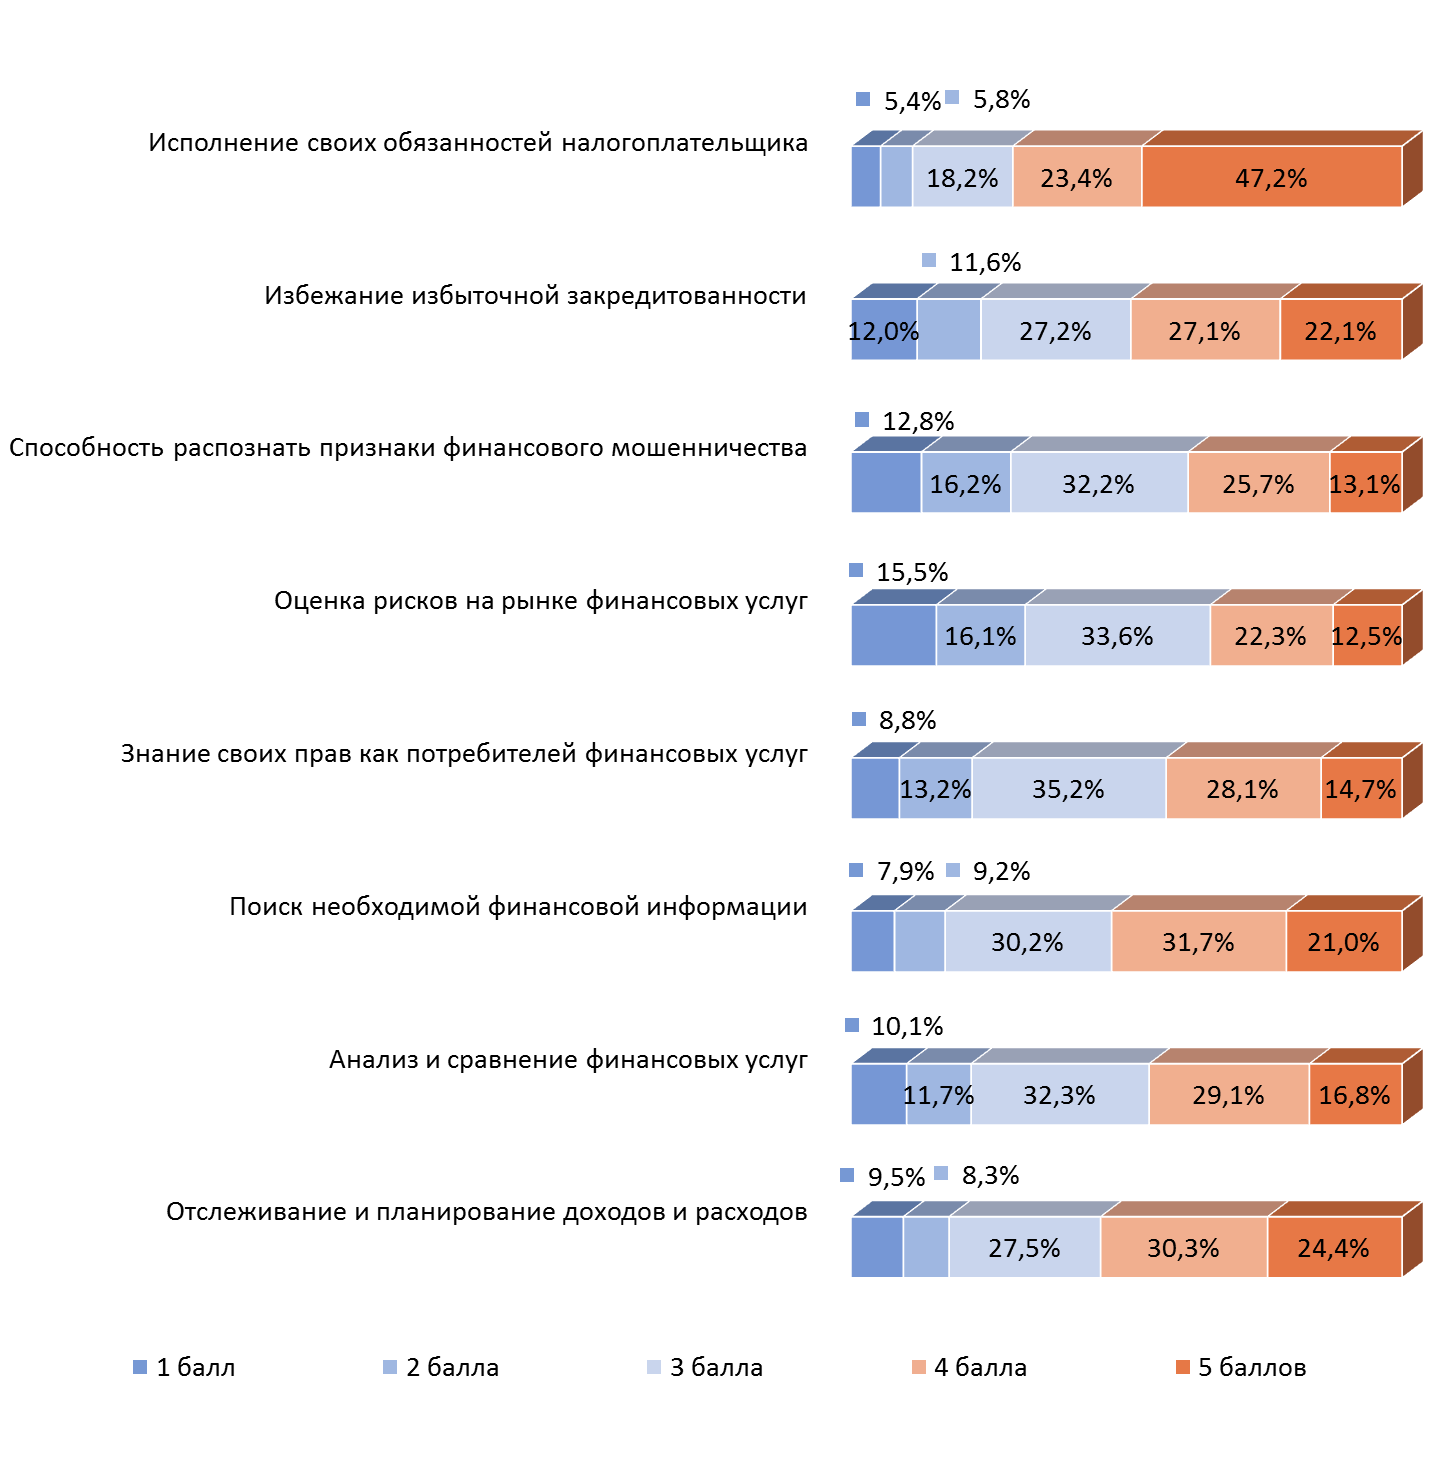 5,4% 5,8%
Исполнение своих обязанностей налогоплательщика
18,2% 23,4% 47,2%
11,6%
Избежание избыточной закредитованности
12,0% 27,2% 27,1% 22,1%
12,8%
Способность распознать признаки финансового мошенничества
16,2% 32,2% 25,7% 13,1%
15,5%
Оценка рисков на рынке финансовых услуг
16,1% 33,6% 22,3% 12,5%
8,8%
Знание своих прав как потребителей финансовых услуг
13,2% 35,2% 28,1% 14,7%
7,9% 9,2%
Поиск необходимой финансовой информации
30,2% 31,7% 21,0%
10,1%
Анализ и сравнение финансовых услуг
11,7% 32,3% 29,1% 16,8%
9,5% 8,3%
Отслеживание и планирование доходов и расходов
27,5% 30,3% 24,4%
1 балл 2 балла 3 балла 4 балла 5 баллов